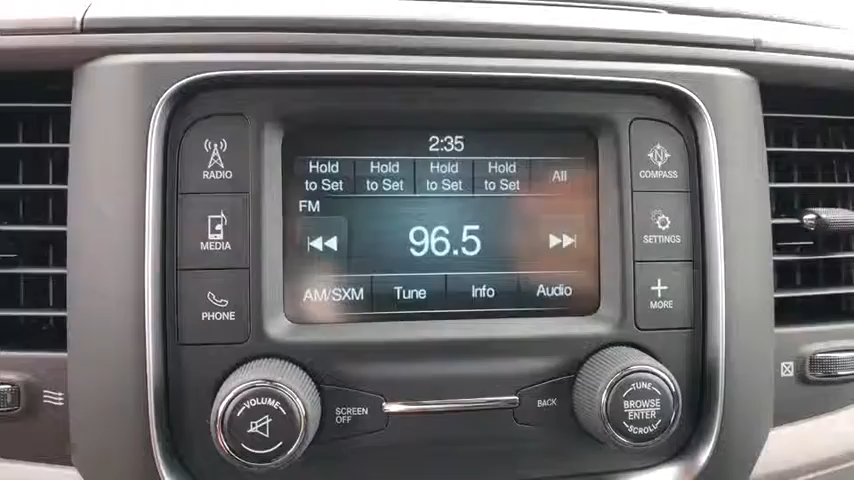 2:35
Hold to Set
Hold to Set
Hold to Set
Hold to Set
All
FM
96.5
AM/SXM
Tune
Info
Audio
RADIO
MEDIA
PHONE
N
COMPASS
SETTINGS
MORE
VOLUME
SCREEN OFF
BACK
TUNE
BROWSE
ENTER
SCROLL